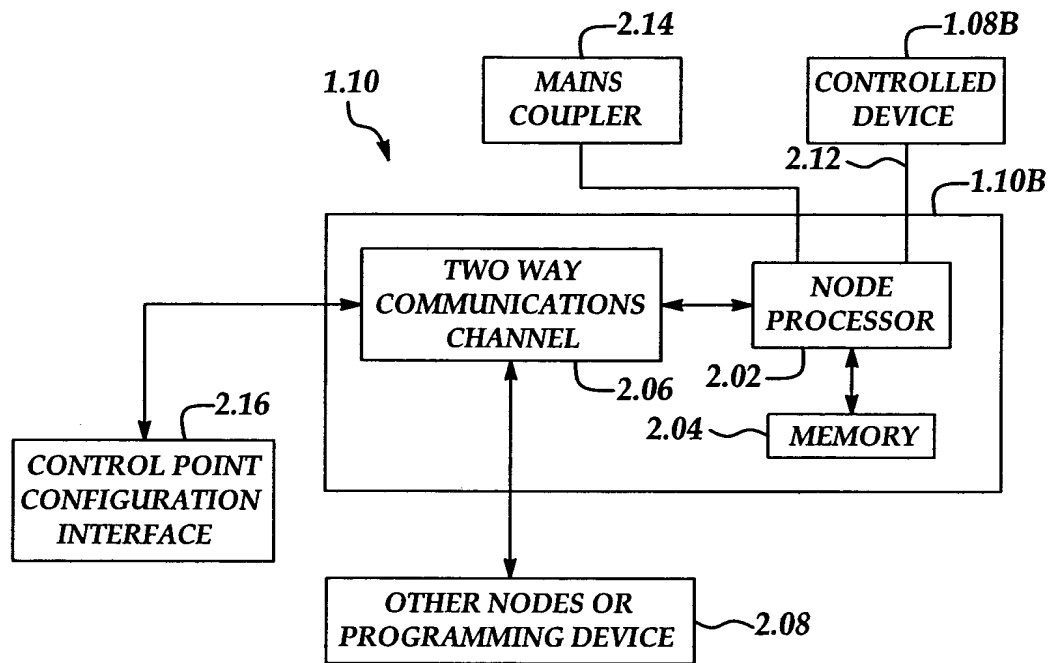 2.14
1.08B
1.10
MAINS
COUPLER
CONTROLLED
DEVICE
2.12
1.10B
TWO WAY
COMMUNICATIONS
CHANNEL
NODE
PROCESSOR
2.06
2.02
2.16
2.04
MEMORY
CONTROL POINT
CONFIGURATION
INTERFACE
OTHER NODES OR
PROGRAMMING DEVICE
2.08